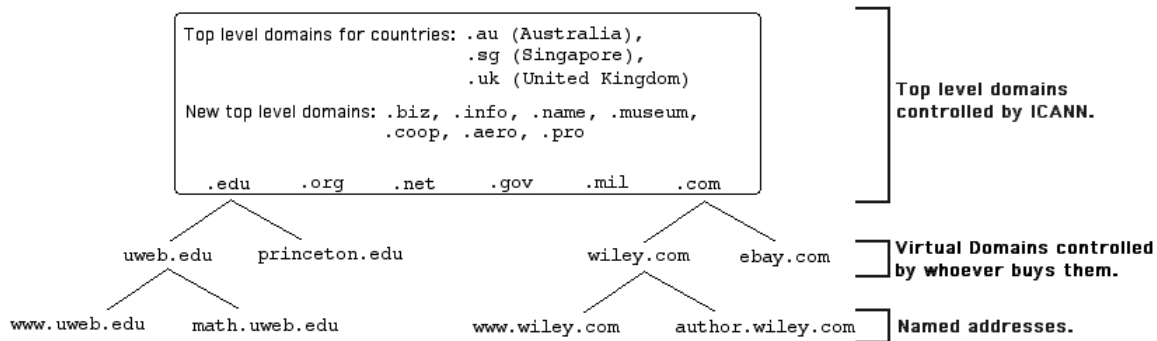 Top level domains for countries: .au (Australia),
.sg (Singapore),
.uk (United Kingdom)
New top level domains: .biz, .info, .name, .museum,
.coop, .aero, .pro
.edu .org .net .gov .mil .com
Top level domains
controlled by ICANN.
uweb.edu princeton.edu wiley.com ebay.com
Virtual Domains controlled
by whoever buys them.
www.uweb.edu math.uweb.edu www.wiley.com author.wiley.com
Named addresses.